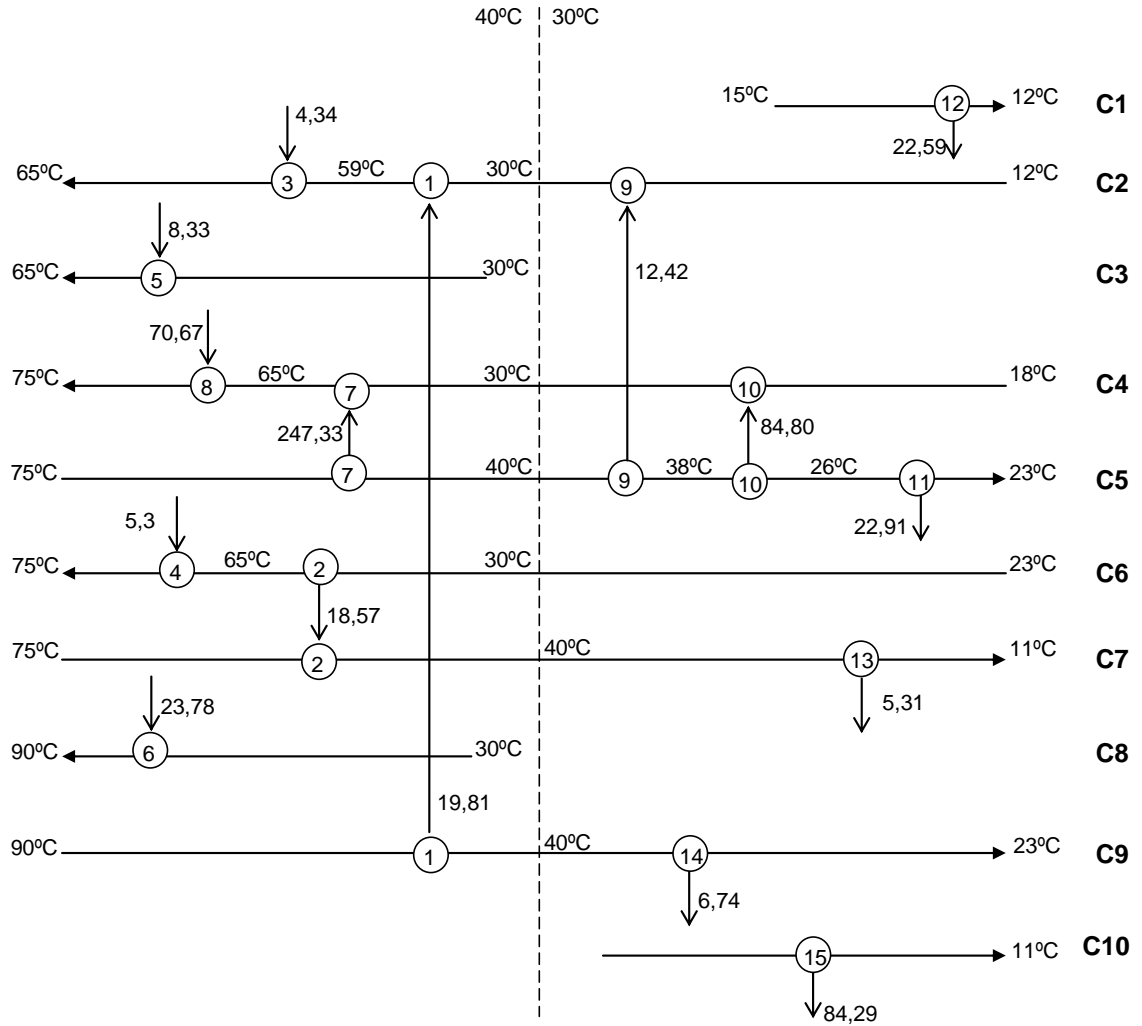 40ºC 30ºC
15ºC 12 12ºC C1
4,34 22,59
65ºC 3 59ºC 1 30ºC 9 12ºC C2
8,33
65ºC 5 30ºC 12,42 C3
70,67
75ºC 8 65ºC 7 30ºC 10 18ºC C4
247,33 84,80
75ºC 7 40ºC 9 38ºC 10 26ºC 11 23ºC C5
5,3 22,91
75ºC 4 65ºC 2 30ºC 23ºC C6
18,57
75ºC 2 40ºC 13 11ºC C7
23,78 5,31
90ºC 6 30ºC C8
19,81
90ºC 1 40ºC 14 23ºC C9
6,74
15 11ºC C10
84,29